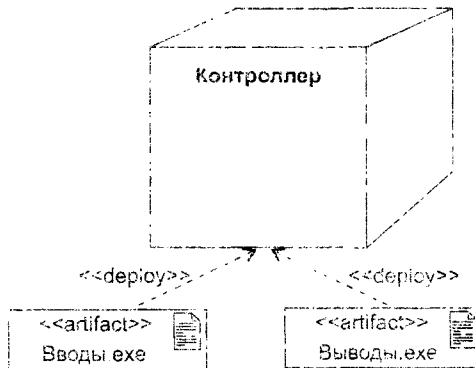 Контроллер
<<deploy>> <<deploy>>
<<artifact>> <<artifact>>
Вводы.exe Выводы.exe